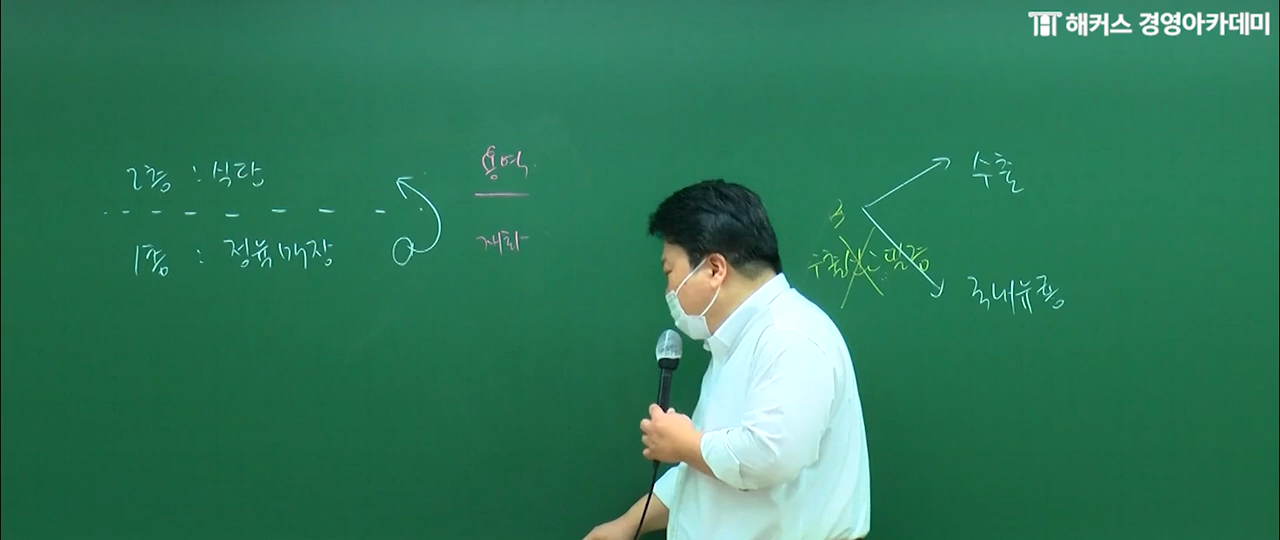 해커스 경영아카데미
2층 : 식당
용역
1층 : 정육매장
재화
수출
국내유통